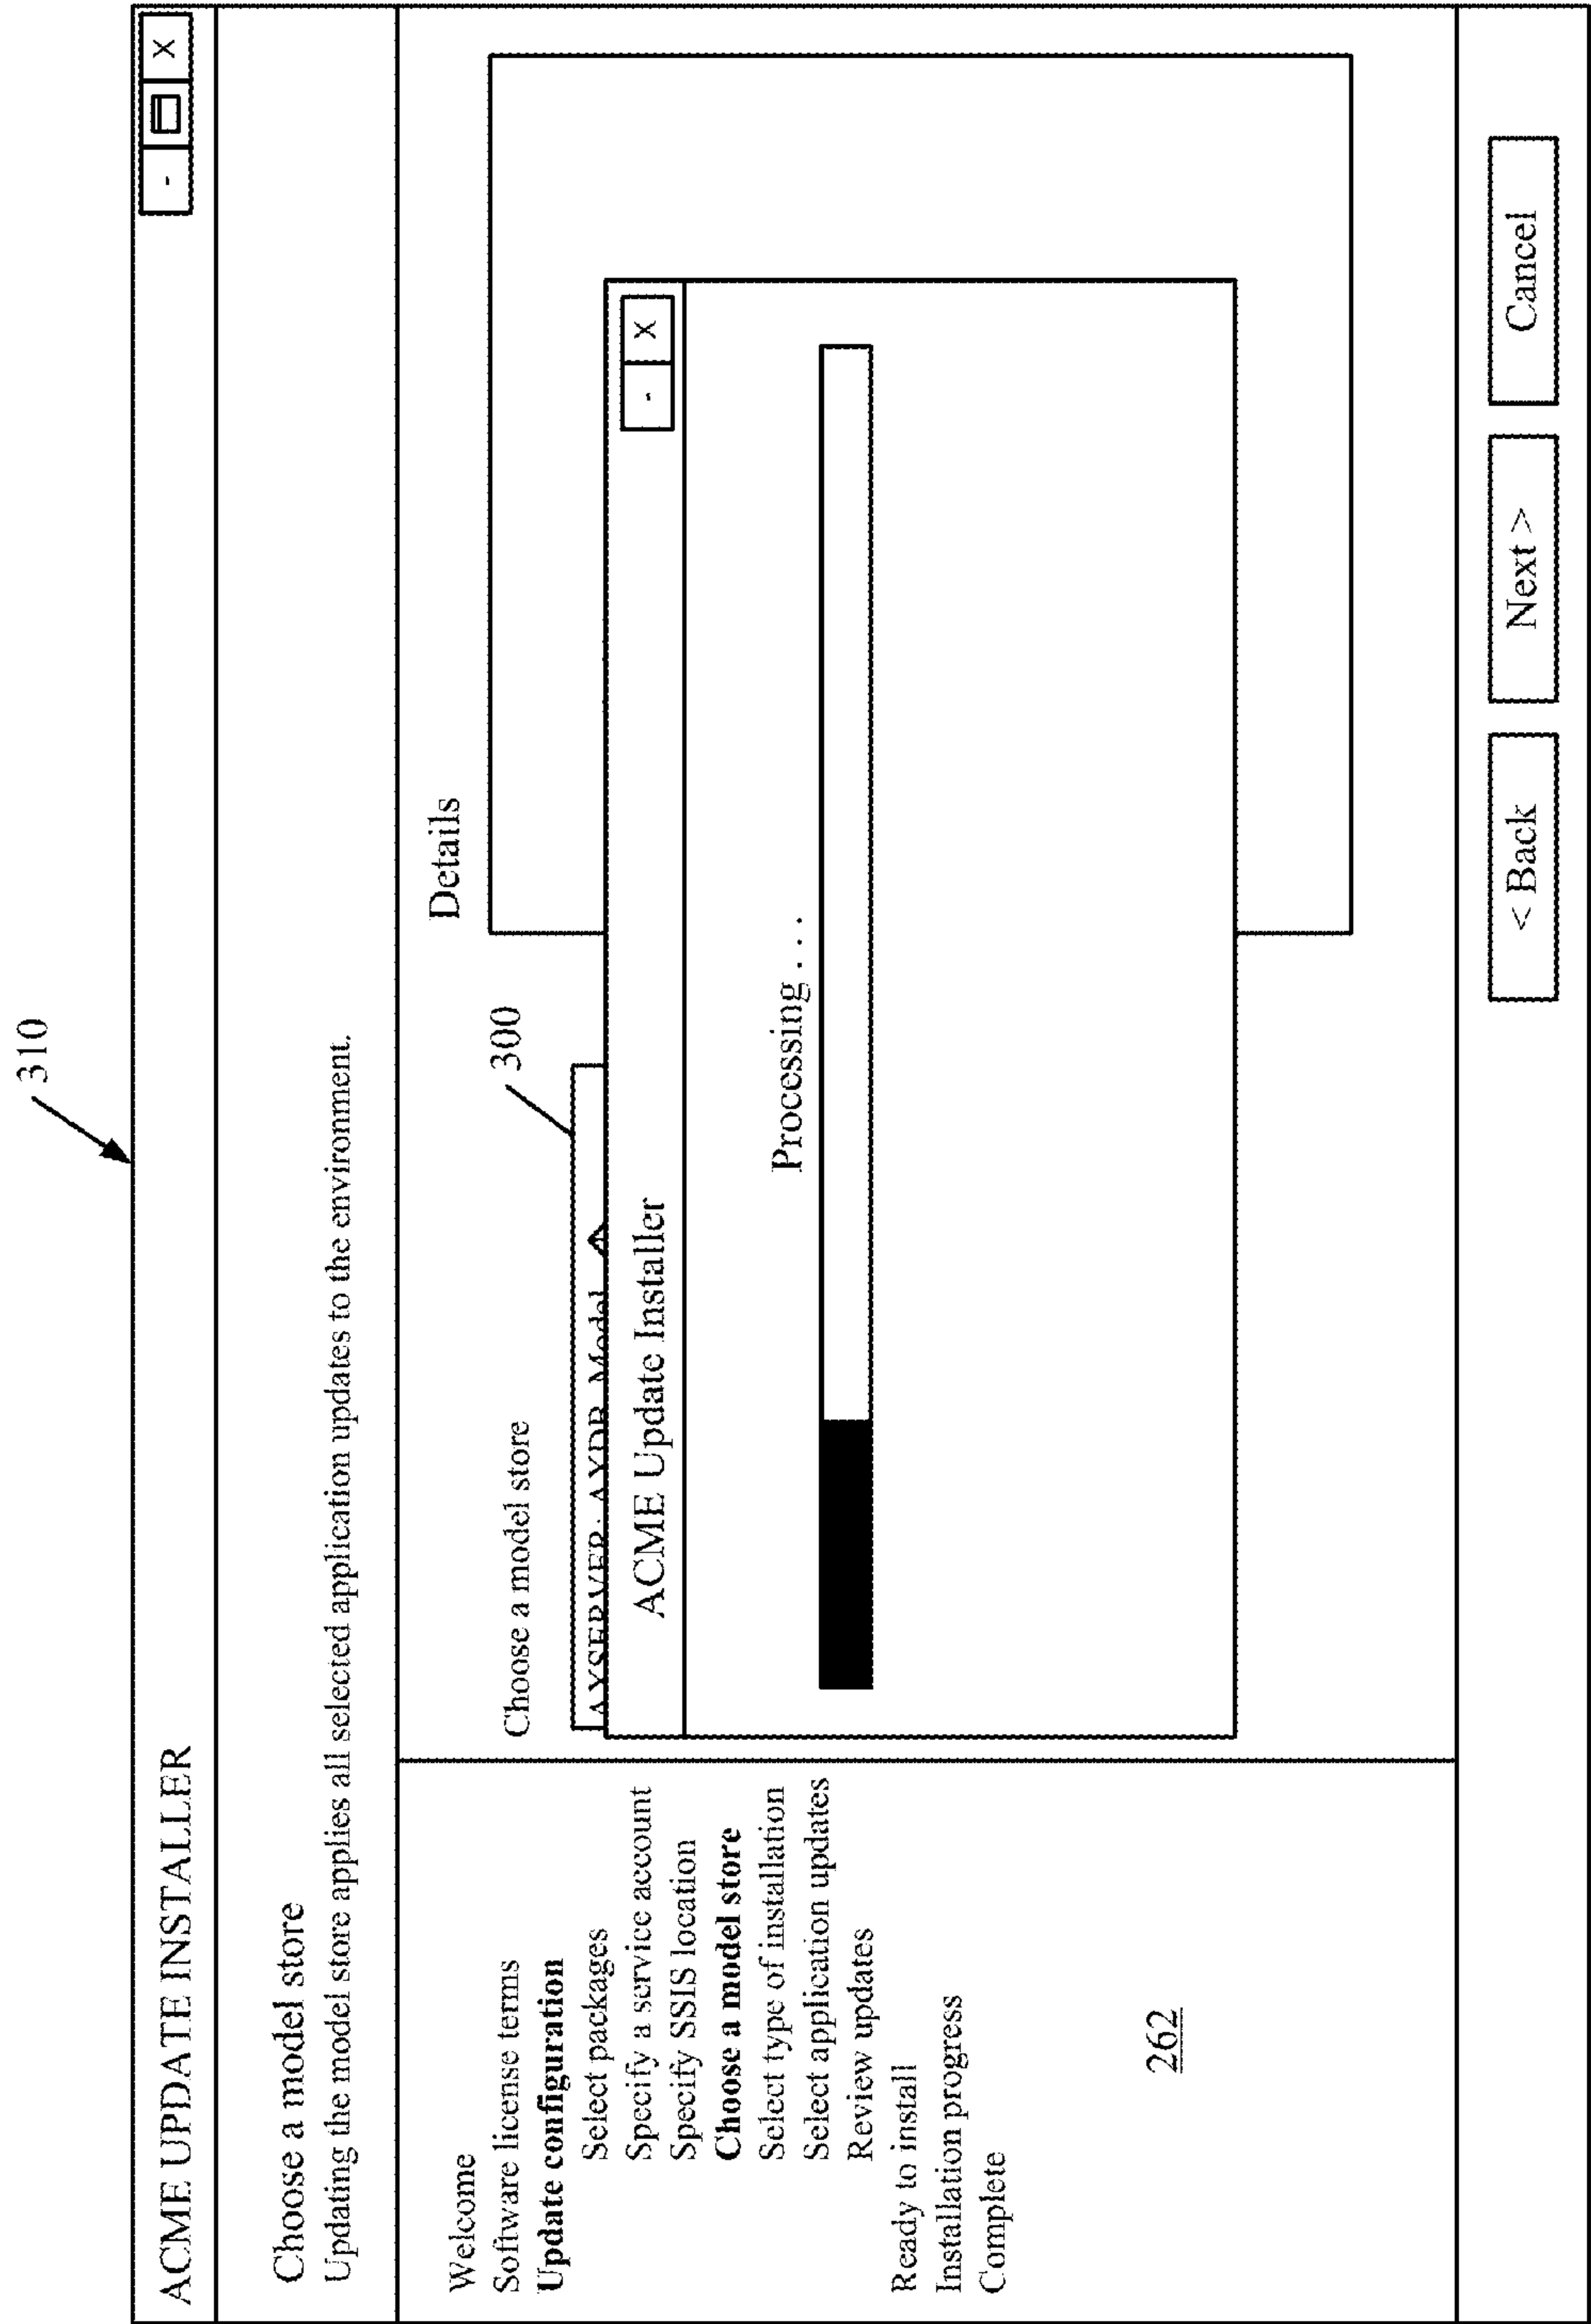 310
ACME UPDATE INSTALLER
- X
Choose a model store
Updating the model store applies all selected application updates to the environment.
Welcome
Software license terms
Update configuration
Select packages
Specify a service account
Specify SSIS location
Choose a model store
Select type of installation
Select application updates
Review updates
Ready to install
Installation progress
Complete
262
Choose a model store
Details
300
AXSERVER: AXDB Model
ACME Update Installer
- X
Processing . . .
< Back
Next >
Cancel